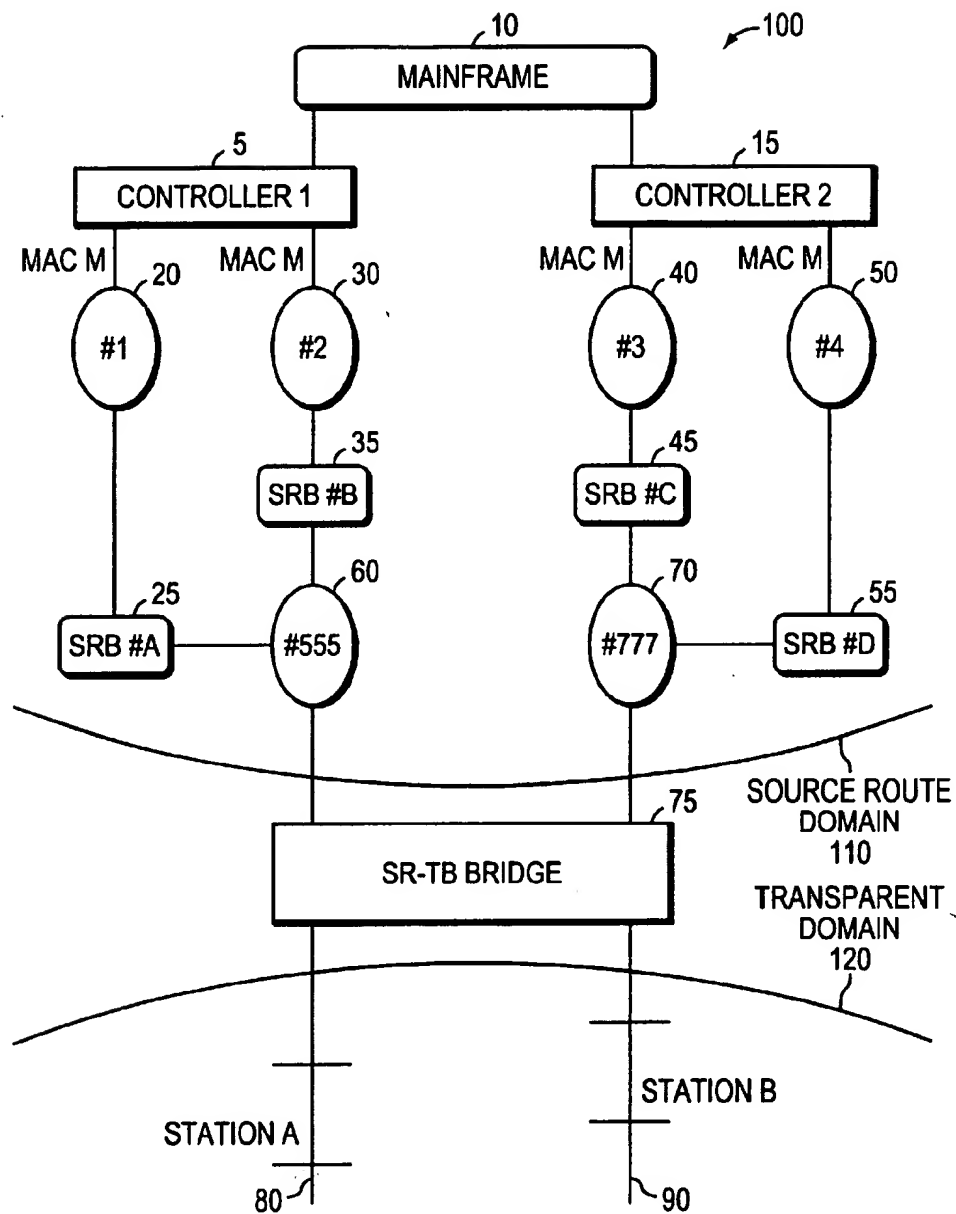 100
10
MAINFRAME
5
CONTROLLER 1
15
CONTROLLER 2
MAC M
20
MAC M
30
MAC M
40
MAC M
50
#1
#2
#3
#4
35
SRB #B
45
SRB #C
25
SRB #A
60
#555
70
#777
55
SRB #D
75
SR-TB BRIDGE
SOURCE ROUTE
DOMAIN
110
TRANSPARENT
DOMAIN
120
STATION A
STATION B
80
90